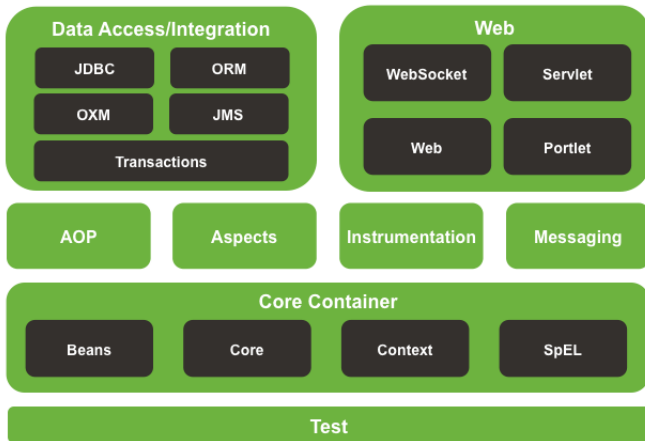 Data Access/Integration
JDBC
ORM
OXM
JMS
Transactions
Web
WebSocket
Servlet
Web
Portlet
AOP
Aspects
Instrumentation
Messaging
Core Container
Beans
Core
Context
SpEL
Test